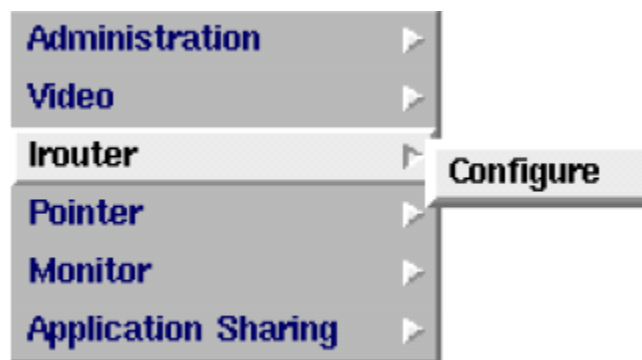 Administration
Video
Irouter
Configure
Pointer
Monitor
Application Sharing